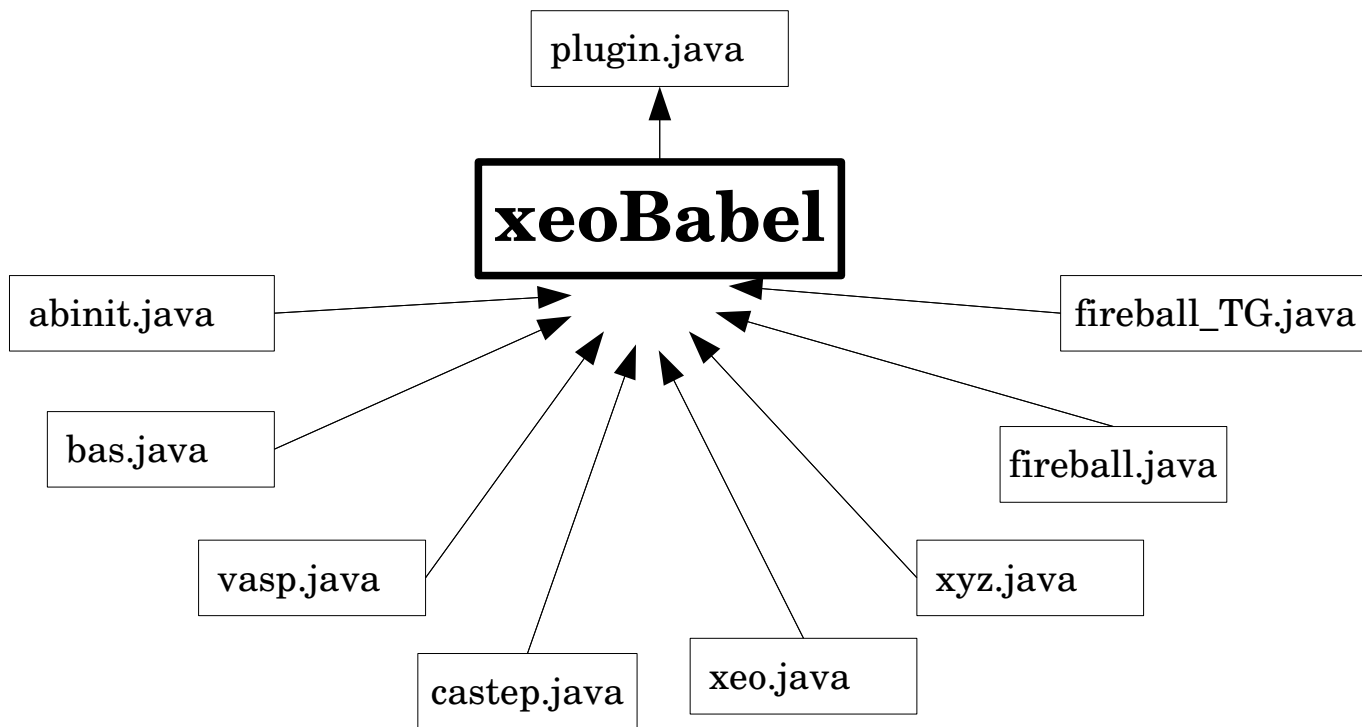 plugin.java
xeoBabel
abinit.java
fireball_TG.java
bas.java
fireball.java
vasp.java
xyz.java
castep.java
xeo.java